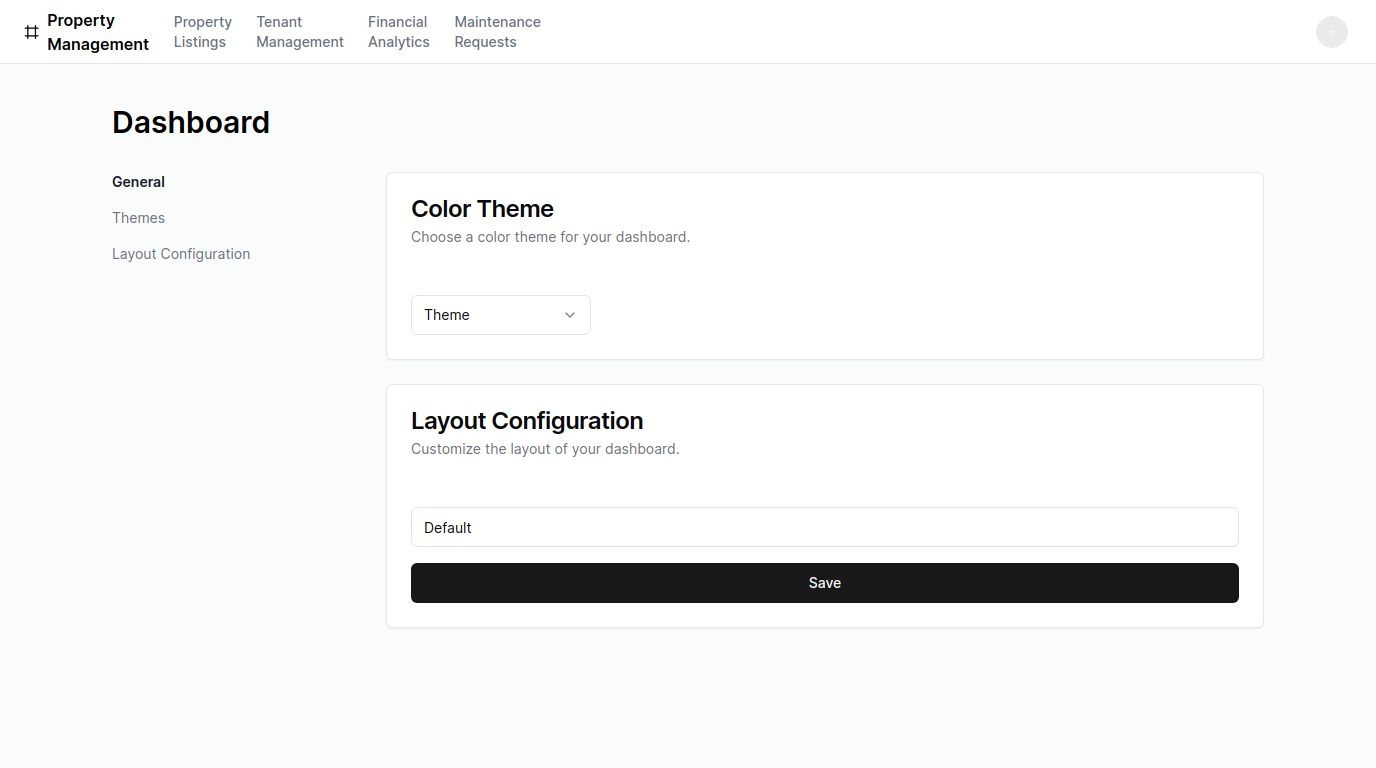 Property
Management
Property
Listings
Tenant
Management
Financial
Analytics
Maintenance
Requests
Dashboard
General
Themes
Layout Configuration
Color Theme
Choose a color theme for your dashboard.
Theme
Layout Configuration
Customize the layout of your dashboard.
Default
Save